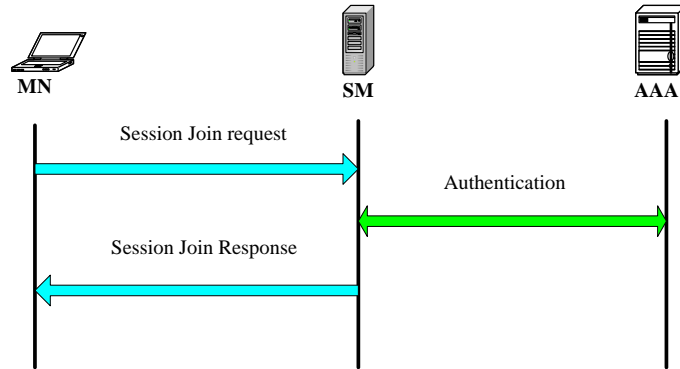 MN
SM
AAA
Session Join request
Authentication
Session Join Response